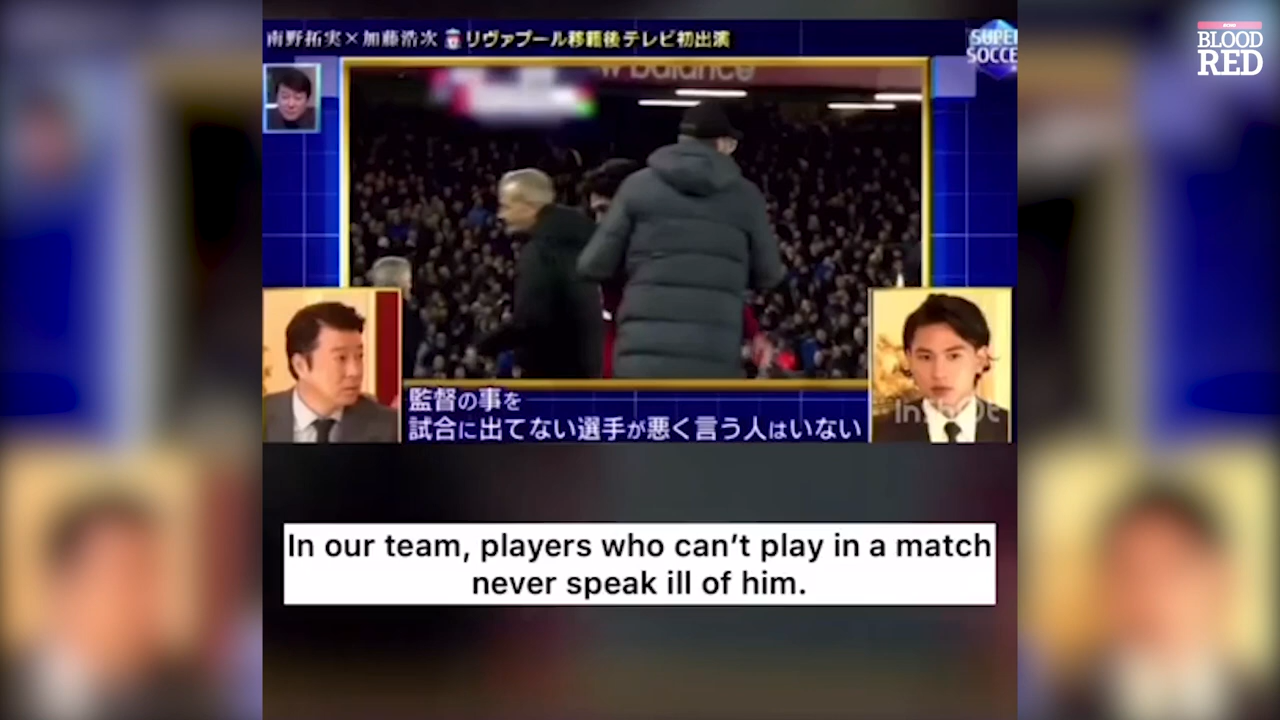 南野拓実×加藤浩次 リヴァプール移籍後テレビ初出演
SUPER
SOCCE
BLOOD
RED
w balance
InShot
監督の事を
試合に出てない選手が悪く言う人はいない
In our team, players who can't play in a match
never speak ill of him.